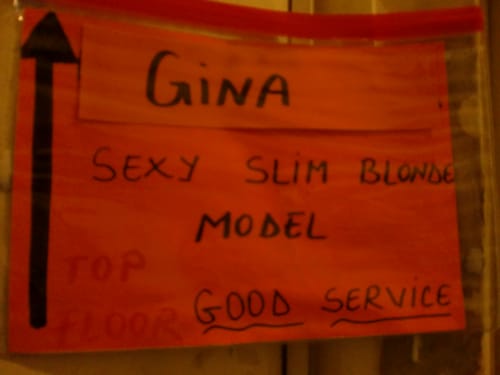 GiNA
SEXY SLiM BLONDE
MODEL
TOP
FLOOR
GOOD SERVICE